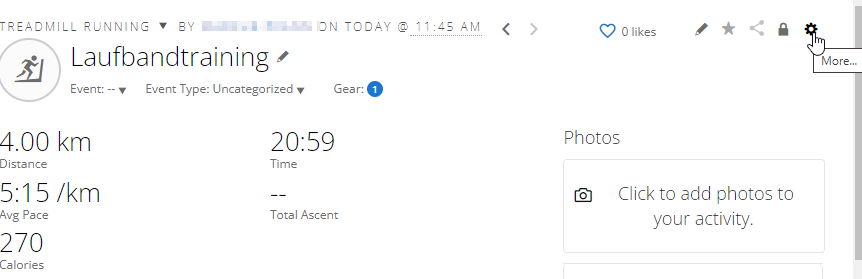 TREADMILL RUNNING ▼ BY ON TODAY @ 11:45 AM
0 likes
More...
Laufbandtraining
Event: -- ▼ Event Type: Uncategorized ▼ Gear: 1
4.00 km
Distance
20:59
Time
5:15 /km
Avg Pace
--
Total Ascent
270
Calories
Photos
Click to add photos to
your activity.